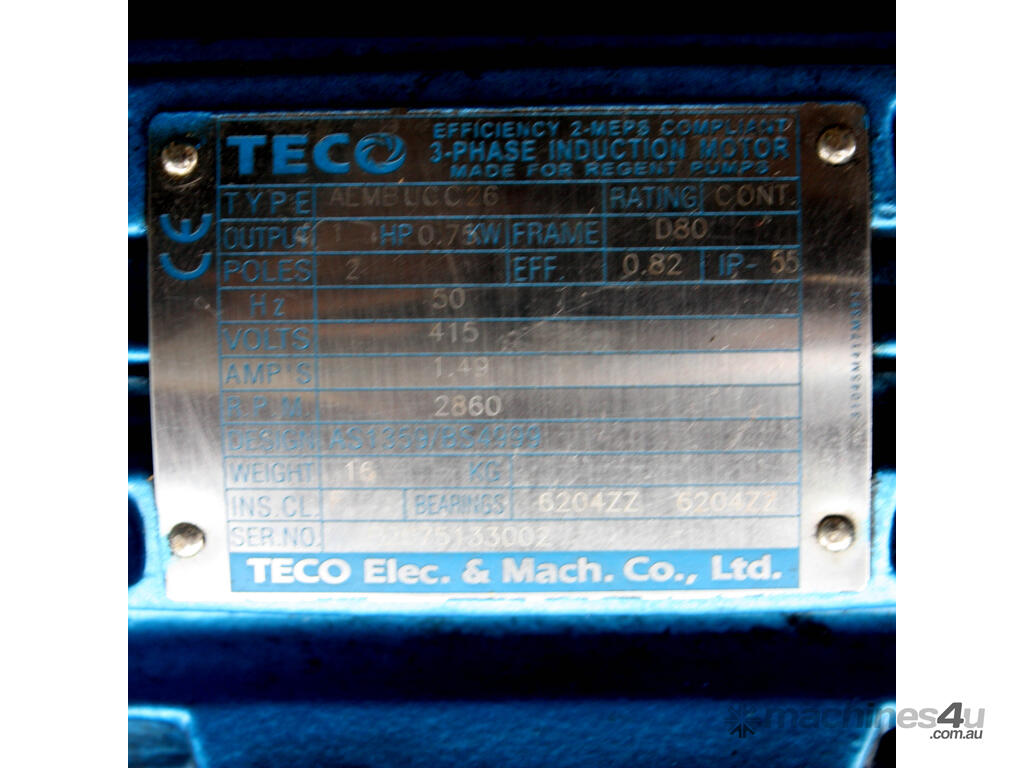 TECO
EFFICIENCY 2-MEPS COMPLIANT
3-PHASE INDUCTION MOTOR
MADE FOR REGENT PUMPS
CE
TYPE AEMBUCC26 RATING CONT.
OUTPUT 1 HP 0.75KW FRAME D80
POLES 2 EFF. 0.82 IP- 55
Hz 50
VOLTS 415
AMP'S 1.49
R.P.M. 2860
DESIGN AS1359/BS4999
WEIGHT 16 KG
INS.CL. BEARINGS 6204ZZ 6204ZZ
SER.NO.
TECO Elec. & Mach. Co., Ltd.
machines4u
.com.au